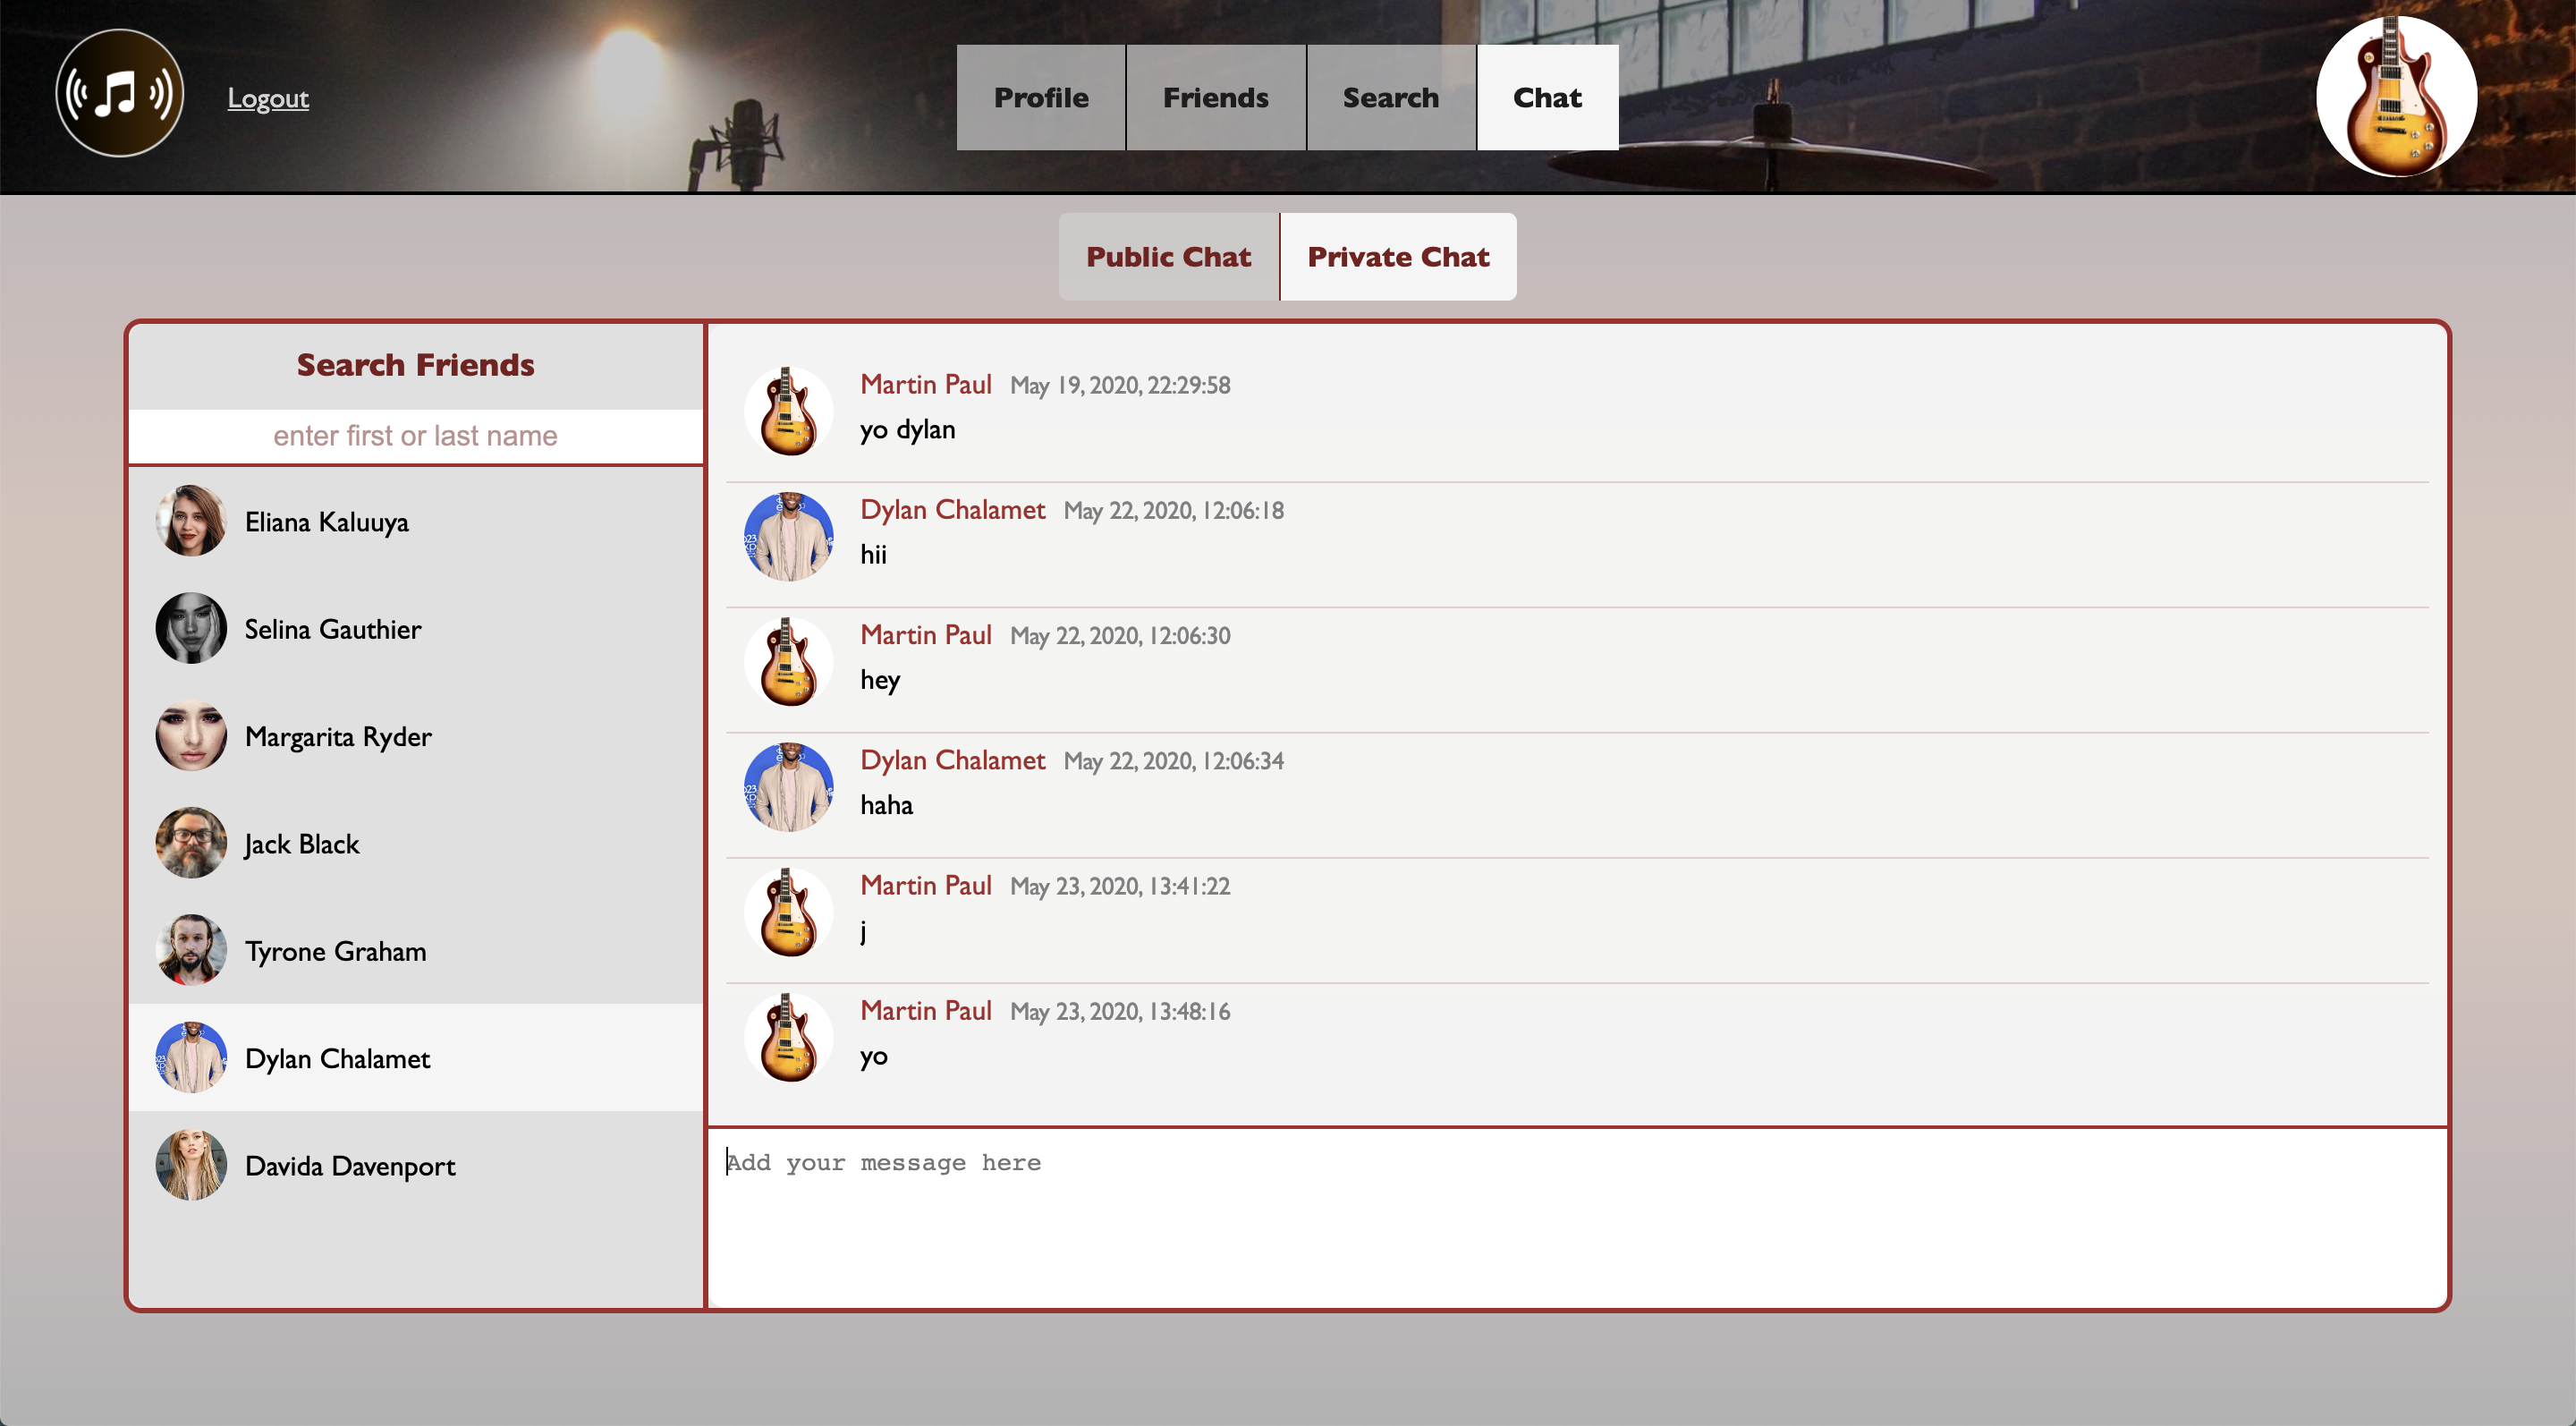 Logout
Profile
Friends
Search
Chat
Public Chat
Private Chat
Search Friends
enter first or last name
Eliana Kaluuya
Selina Gauthier
Margarita Ryder
Jack Black
Tyrone Graham
Dylan Chalamet
Davida Davenport
Martin Paul May 19, 2020, 22:29:58
yo dylan
Dylan Chalamet May 22, 2020, 12:06:18
hii
Martin Paul May 22, 2020, 12:06:30
hey
Dylan Chalamet May 22, 2020, 12:06:34
haha
Martin Paul May 23, 2020, 13:41:22
j
Martin Paul May 23, 2020, 13:48:16
yo
Add your message here